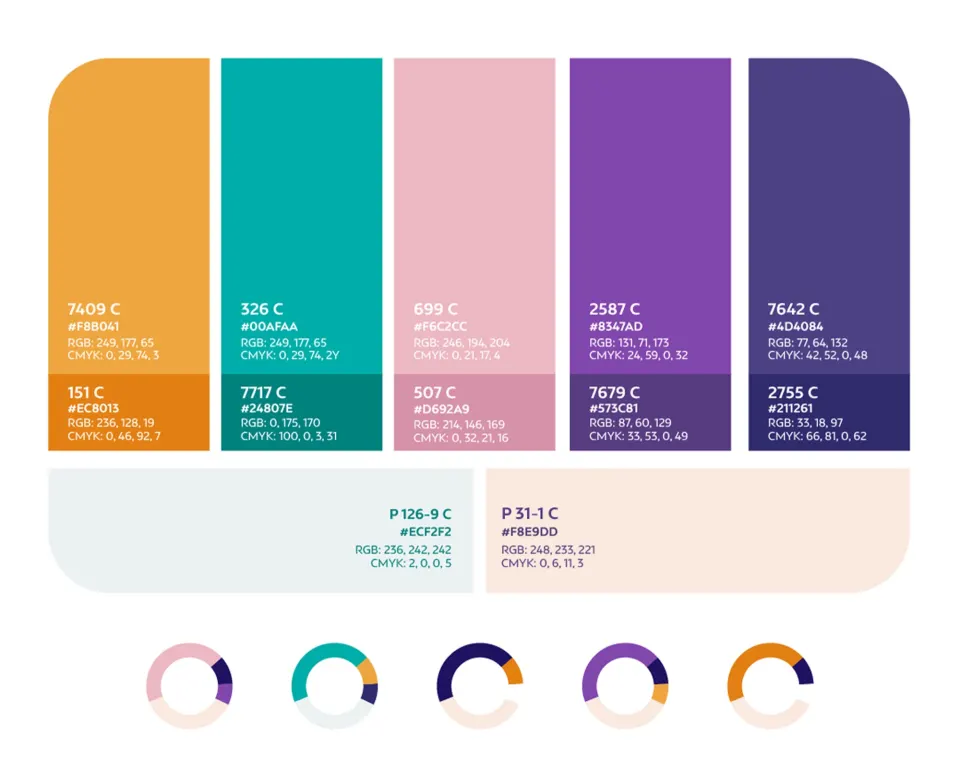 7409 C
#F8B041
RGB: 249, 177, 65
CMYK: 0, 29, 74, 3
151 C
#EC8013
RGB: 236, 128, 19
CMYK: 0, 46, 92, 7
326 C
#00AFAA
RGB: 249, 177, 65
CMYK: 0, 29, 74, 2Y
7717 C
#24807E
RGB: 0, 175, 170
CMYK: 100, 0, 3, 31
699 C
#F6C2CC
RGB: 246, 194, 204
CMYK: 0, 21, 17, 4
507 C
#D692A9
RGB: 214, 146, 169
CMYK: 0, 32, 21, 16
2587 C
#8347AD
RGB: 131, 71, 173
CMYK: 24, 59, 0, 32
7679 C
#573C81
RGB: 87, 60, 129
CMYK: 33, 53, 0, 49
7642 C
#4D4084
RGB: 77, 64, 132
CMYK: 42, 52, 0, 48
2755 C
#211261
RGB: 33, 18, 97
CMYK: 66, 81, 0, 62
P 126-9 C
#ECF2F2
RGB: 236, 242, 242
CMYK: 2, 0, 0, 5
P 31-1 C
#F8E9DD
RGB: 248, 233, 221
CMYK: 0, 6, 11, 3